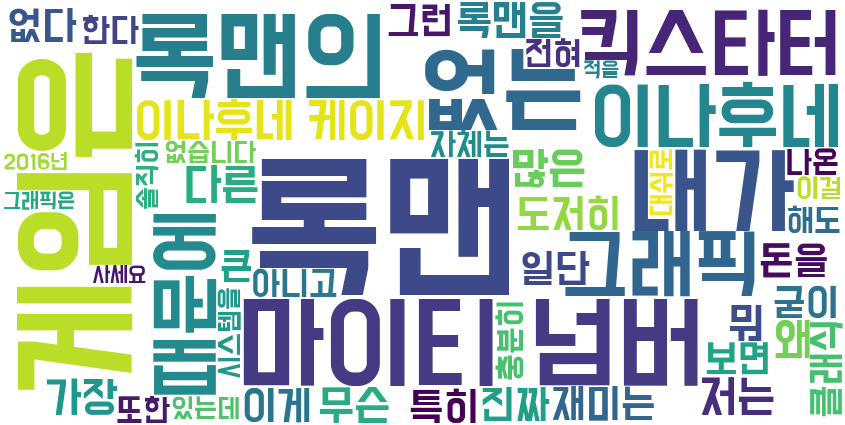 없다
한다
록맨의
그런
록맨을
킥스타터
전혀
적을
없는
이나후네 케이지
이나후네
게임은
2016년
솔직히
없습니다
자체는
많은
내가
대쉬로
나온
이걸
그래픽은
다른
록맨
도저히
해도
사세요
때문에
큰
아니고
일단
그래픽
돈을
시스템을
마이티 넘버
충분히
뭐
굳이
왜
클래식
보면
가장
또한
있는데
이게
무슨
특히
진짜
재미는
저는